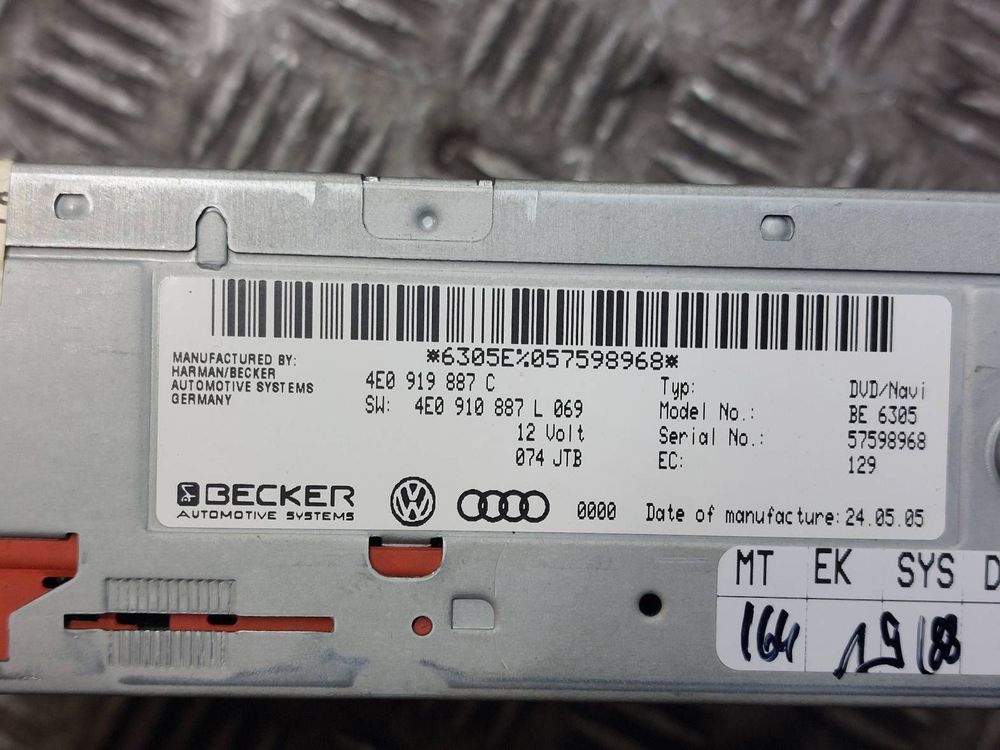 *6305E%057598968*
MANUFACTURED BY:
HARMAN/BECKER
AUTOMOTIVE SYSTEMS
GERMANY
4E0 919 887 C
SW: 4E0 910 887 L 069
12 Volt
074 JTB
Typ: DVD/Navi
Model No.: BE 6305
Serial No.: 57598968
EC: 129
BECKER
AUTOMOTIVE SYSTEMS
0000 Date of manufacture: 24.05.05
MT EK SYS D
164 19 188